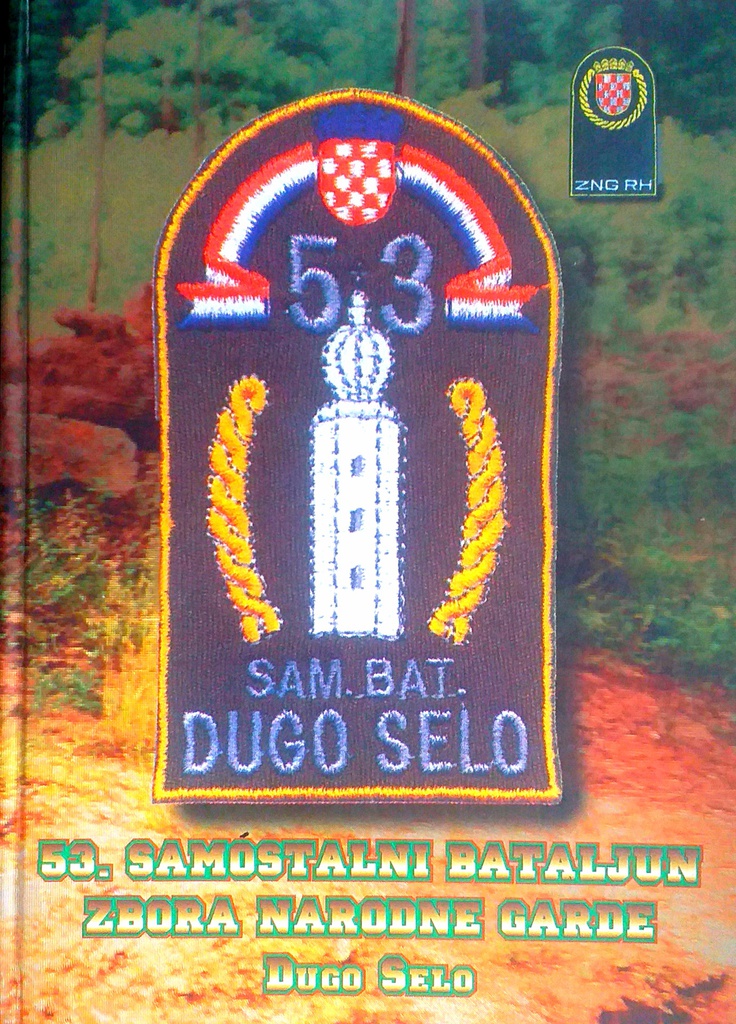 ZNG RH
53
SAM. BAT.
DUGO SELO
53. SAMOSTALNI BATALJUN
ZBORA NARODNE GARDE
DUGO SELO